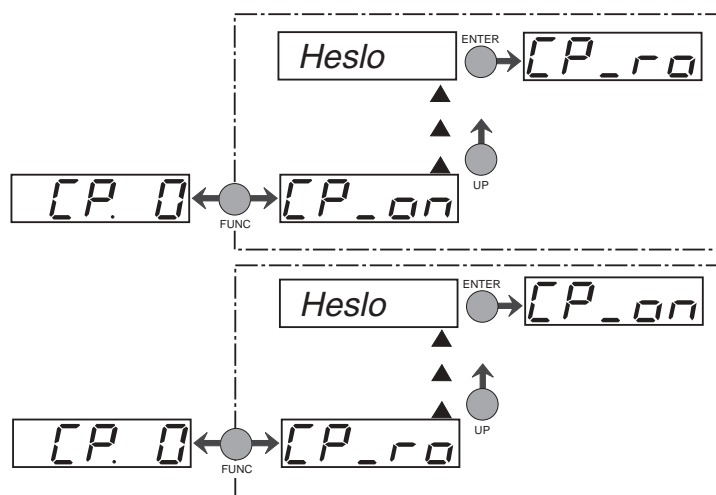 Heslo ENTER CP_ro
UP
CP. 0 FUNC CP_on
Heslo ENTER CP_on
UP
CP. 0 FUNC CP_ro